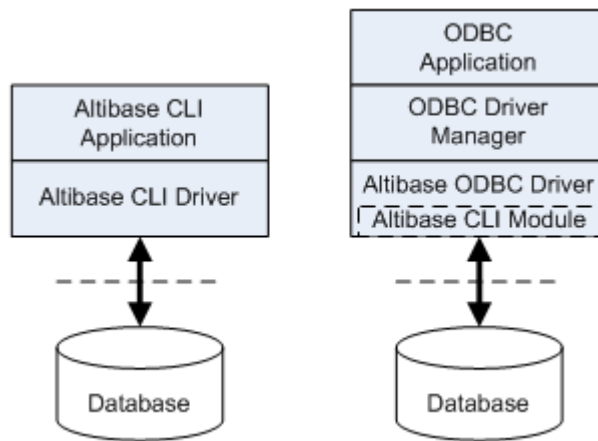 Altibase CLI
Application
Altibase CLI Driver
Database
ODBC
Application
ODBC Driver
Manager
Altibase ODBC Driver
Altibase CLI Module
Database